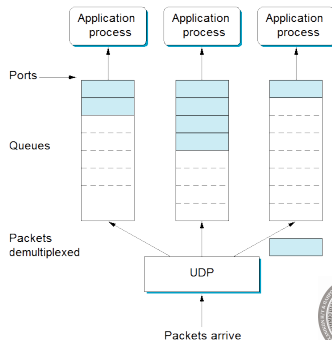 Application
process
Application
process
Application
process
Ports
Queues
Packets
demultiplexed
UDP
Packets arrive